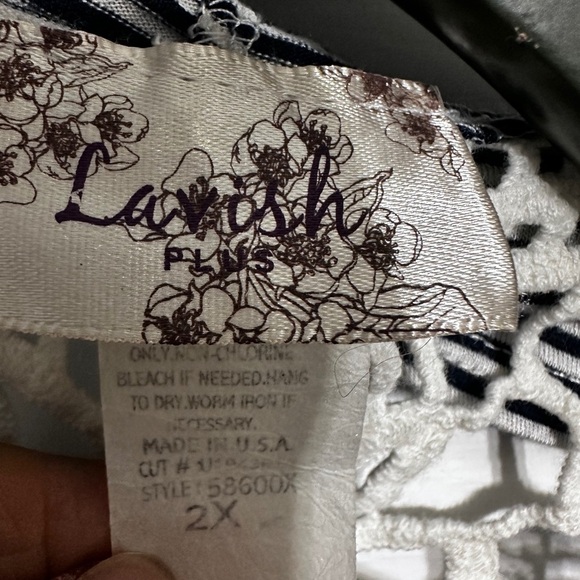 Lavish
PLUS
ONLY.NON-CHLORINE
BLEACH IF NEEDED.HANG
TO DRY.WORM IRON IF
NECESSARY.
MADE IN U.S.A.
CUT #
STYLE: 58600X
2X